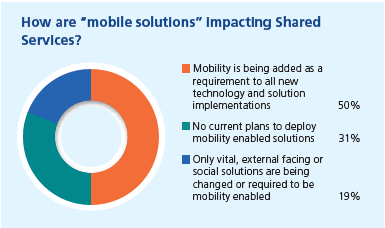 How are "mobile solutions" Impacting Shared
Services?
Mobility is being added as a
requirement to all new
technology and solution
implementations 50%
No current plans to deploy
mobility enabled solutions 31%
Only vital, external facing or
social solutions are being
changed or required to be
mobility enabled 19%